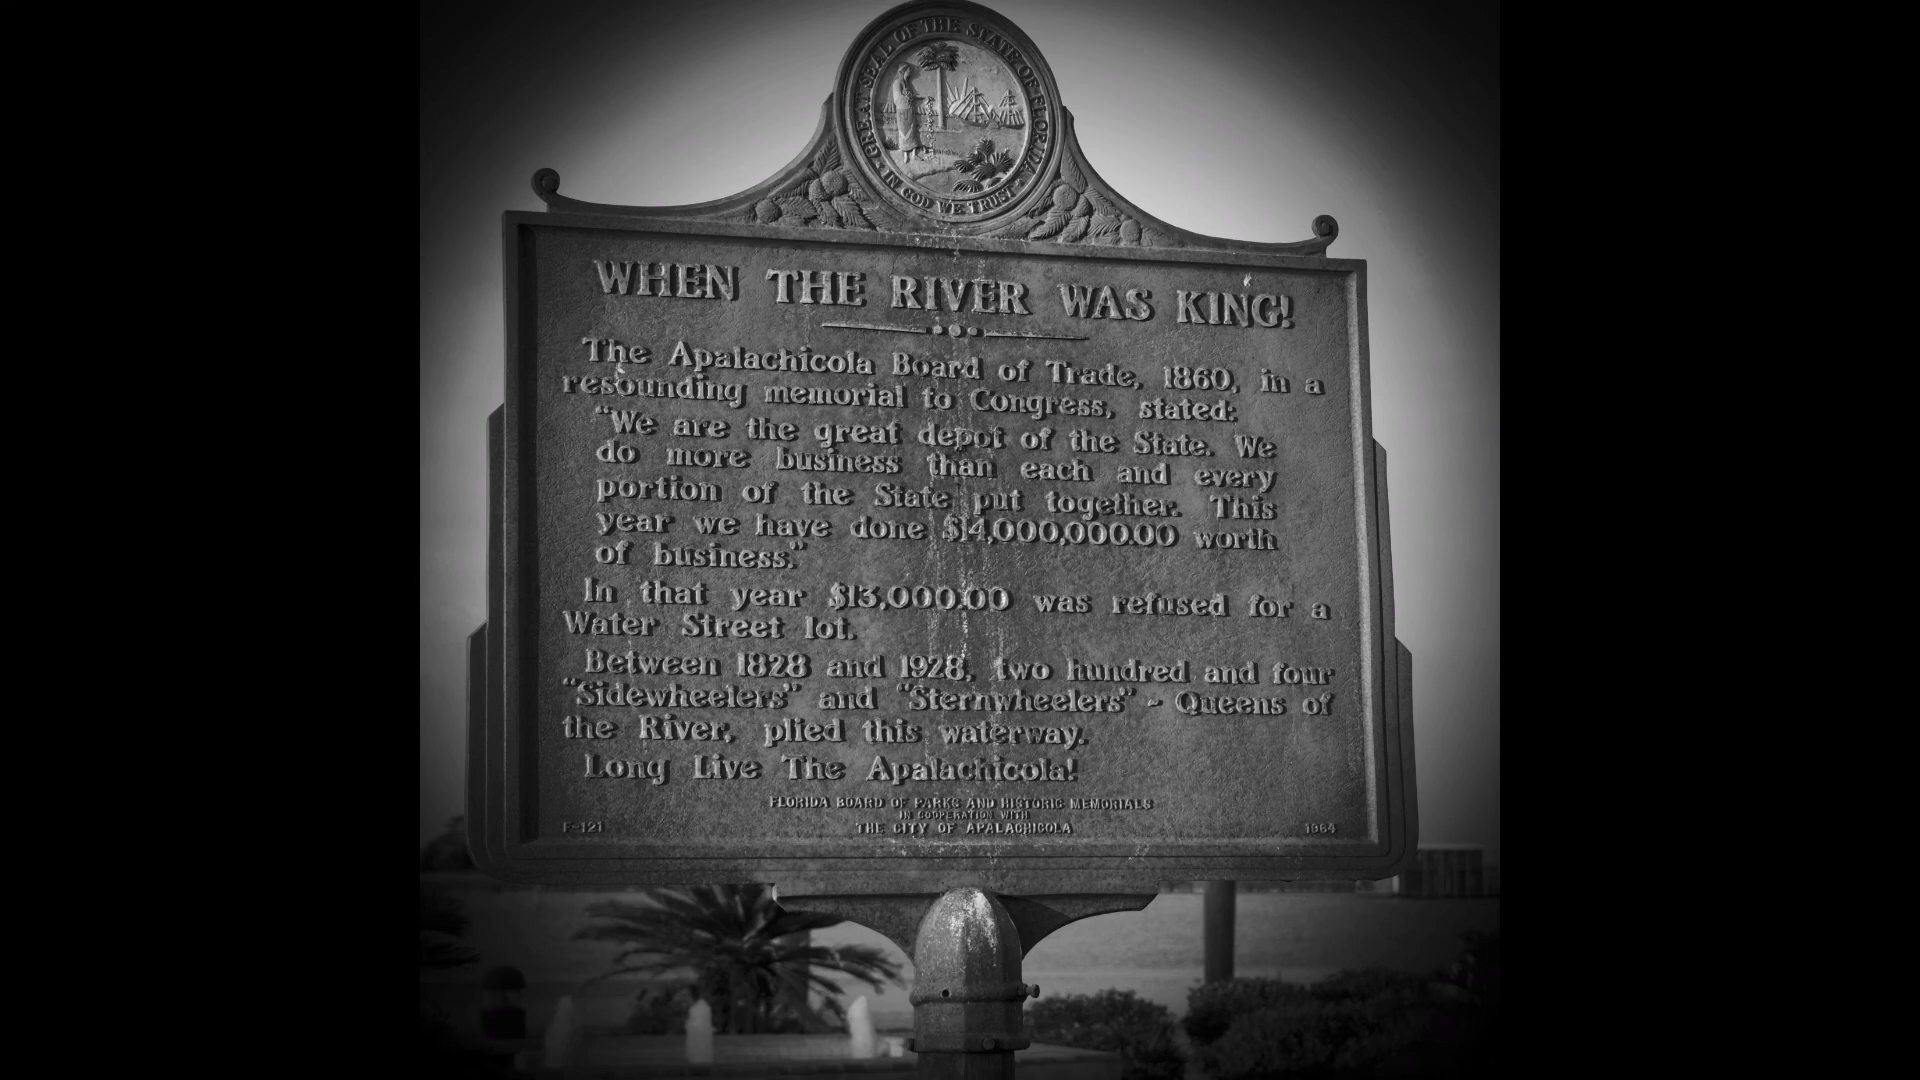 GREAT SEAL OF THE STATE OF FLORIDA
IN GOD WE TRUST
WHEN THE RIVER WAS KING!
The Apalachicola Board of Trade, 1860, in a
resounding memorial to Congress, stated:
"We are the great depot of the State. We
do more business than each and every
portion of the State put together. This
year we have done $14,000,000.00 worth
of business."
In that year $13,000.00 was refused for a
Water Street lot.
Between 1828 and 1928, two hundred and four
"Sidewheelers" and "Sternwheelers" - Queens of
the River, plied this waterway.
Long Live The Apalachicola!
FLORIDA BOARD OF PARKS AND HISTORIC MEMORIALS
IN COOPERATION WITH
F-121 THE CITY OF APALACHICOLA 1964